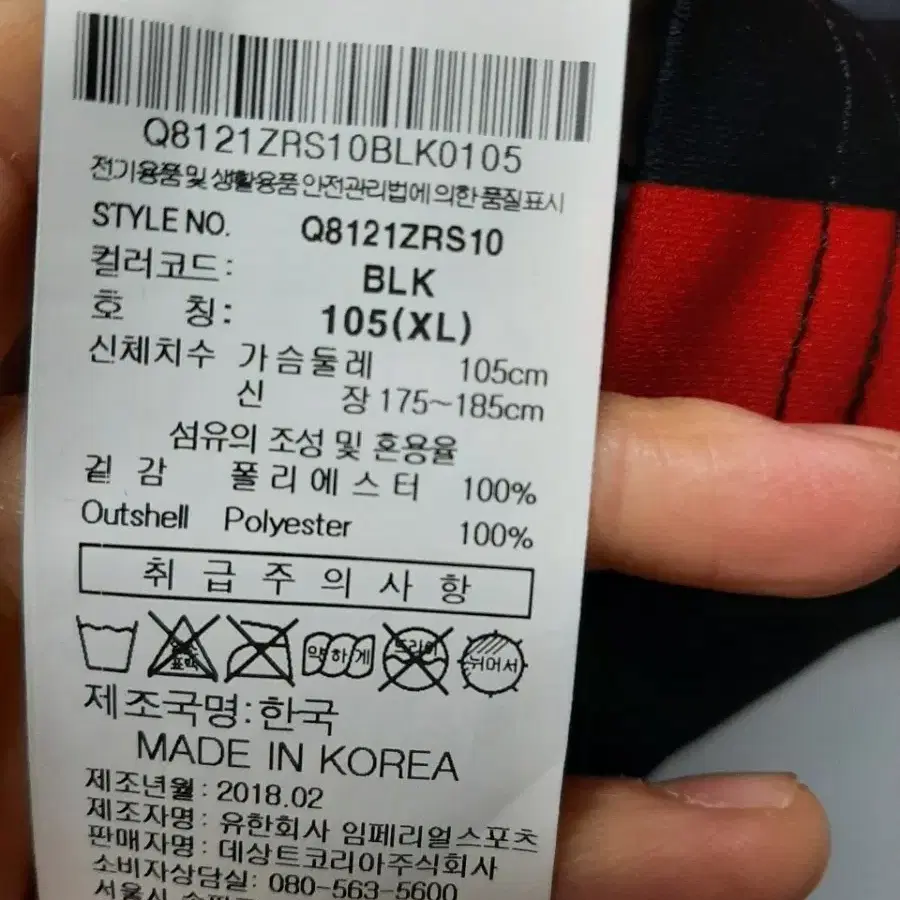 Q8121ZRS10BLK0105
전기용품 및 생활용품 안전관리법에 의한 품질표시
STYLE NO. Q8121ZRS10
컬러코드: BLK
호 칭: 105(XL)
신체치수 가슴둘레 105cm
신 장 175~185cm
섬유의 조성 및 혼용율
겉 감 폴리에스터 100%
Outshell Polyester 100%
취급주의사항
약하게 드라이 뉘어서
제조국명:한국
MADE IN KOREA
제조년월: 2018.02
제조자명: 유한회사 임페리얼스포츠
판매자명: 데상트코리아주식회사
소비자상담실: 080-563-5600
서울시